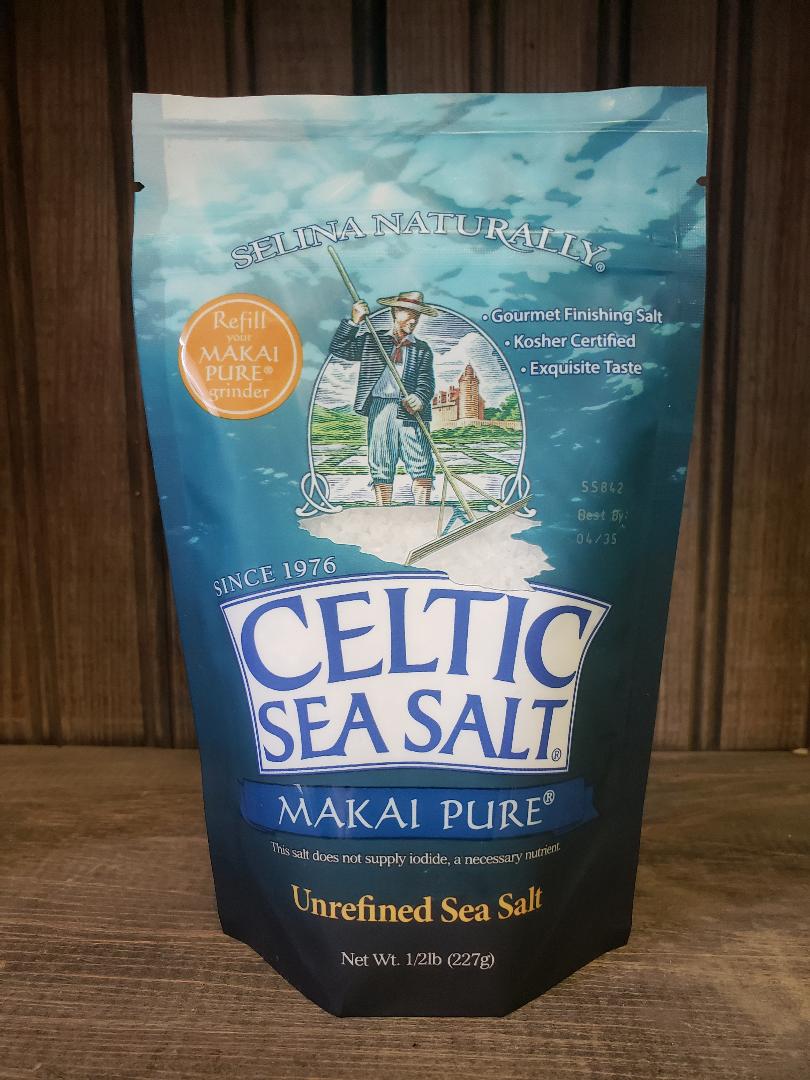 SELINA NATURALLY®
Refill
your
MAKAI
PURE®
grinder
• Gourmet Finishing Salt
• Kosher Certified
• Exquisite Taste
55842
Best By:
04/35
SINCE 1976
CELTIC
SEA SALT®
MAKAI PURE®
This salt does not supply iodide, a necessary nutrient.
Unrefined Sea Salt
Net Wt. 1/2lb (227g)